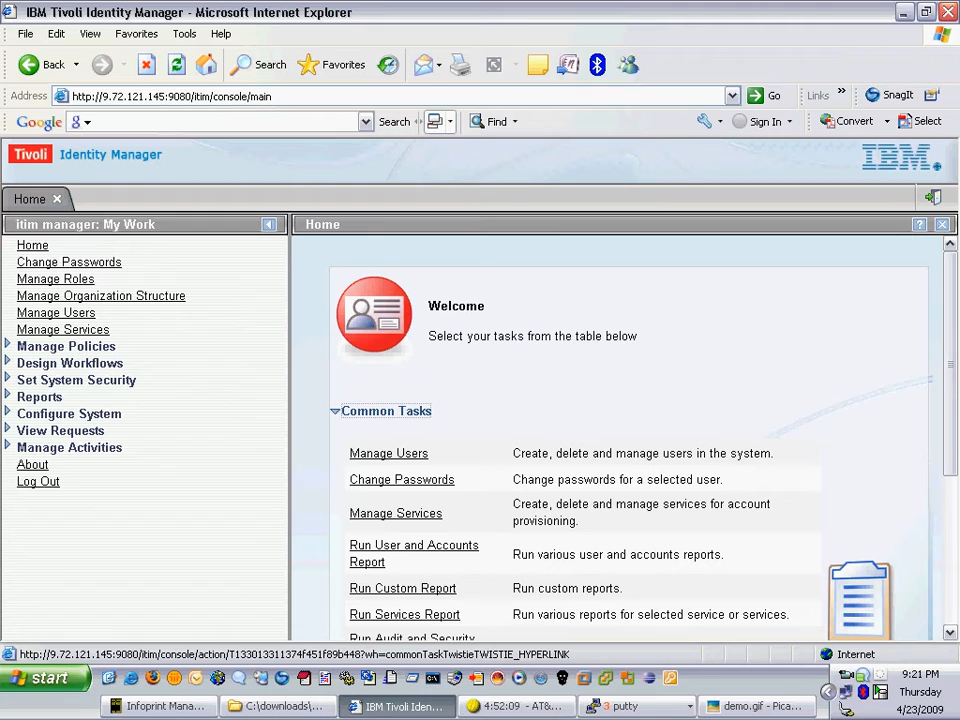 IBM Tivoli Identity Manager - Microsoft Internet Explorer
File Edit View Favorites Tools Help
Back Search Favorites
Address http://9.72.121.145:9080/itim/console/main Go Links » SnagIt
Google Search Find Sign In Convert Select
Tivoli Identity Manager IBM
Home
itim manager: My Work
Home
Change Passwords
Manage Roles
Manage Organization Structure
Manage Users
Manage Services
Manage Policies
Design Workflows
Set System Security
Reports
Configure System
View Requests
Manage Activities
About
Log Out
Home
Welcome
Select your tasks from the table below
Common Tasks
Manage Users Create, delete and manage users in the system.
Change Passwords Change passwords for a selected user.
Manage Services Create, delete and manage services for account
provisioning.
Run User and Accounts
Report Run various user and accounts reports.
Run Custom Report Run custom reports.
Run Services Report Run various reports for selected service or services.
Run Audit and Security
http://9.72.121.145:9080/itim/console/action/T133013311374f451f89b448?wh=commonTaskTwistieTWISTIE_HYPERLINK Internet
start
Infoprint Mana... C:\downloads\... IBM Tivoli Iden... 4:52:09 - AT&... 3 putty demo.gif - Pica...
9:21 PM
Thursday
4/23/2009